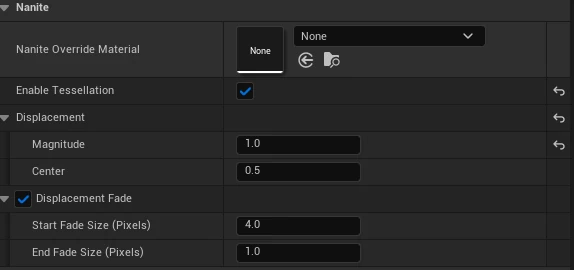 Nanite
Nanite Override Material
None
None
Enable Tessellation
Displacement
Magnitude
1.0
Center
0.5
Displacement Fade
Start Fade Size (Pixels)
4.0
End Fade Size (Pixels)
1.0